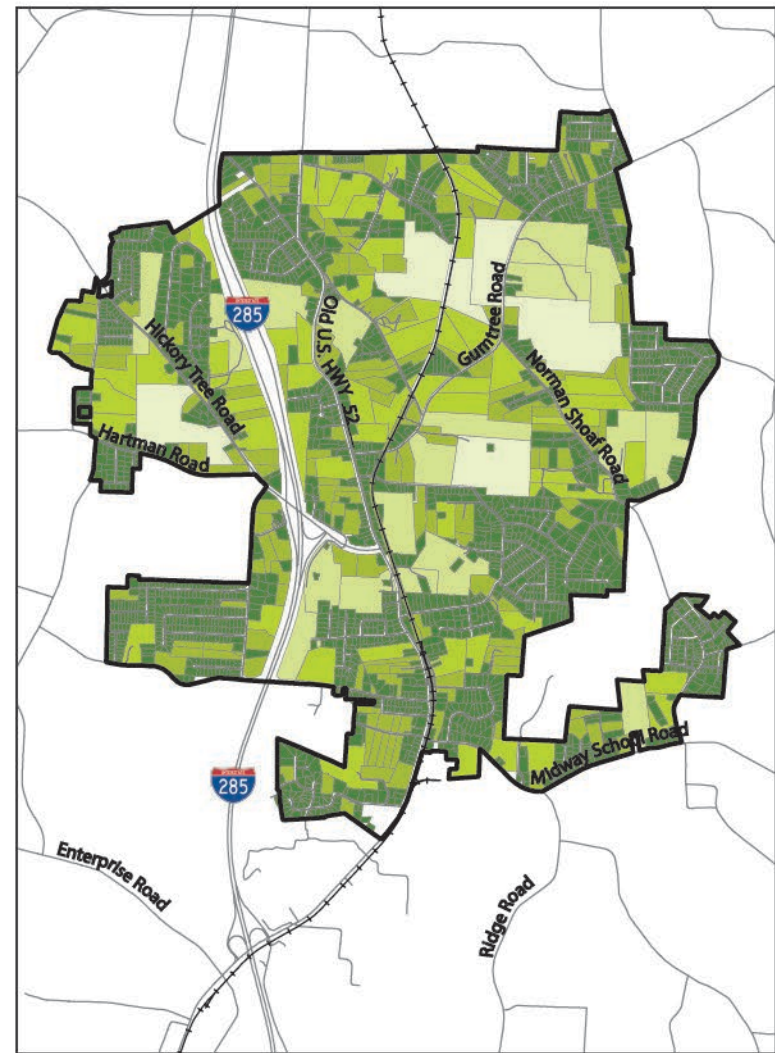 285
Old U.S. HWY 52
Gumtree Road
Hickory Tree Road
Norman Shoaf Road
Hartman Road
Midway School Road
285
Enterprise Road
Ridge Road